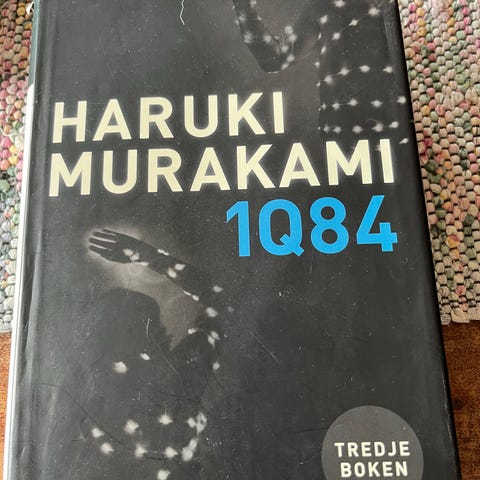 HARUKI
MURAKAMI
1Q84
TREDJE
BOKEN